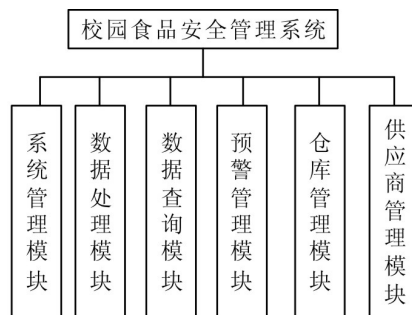 校园食品安全管理系统
系统管理模块
数据处理模块
数据查询模块
预警管理模块
仓库管理模块
供应商管理模块